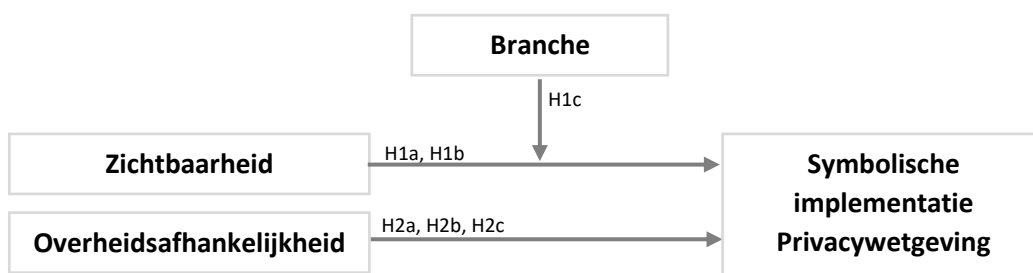 Branche
H1c
Zichtbaarheid
H1a, H1b
Symbolische
implementatie
Privacywetgeving
Overheidsafhankelijkheid
H2a, H2b, H2c